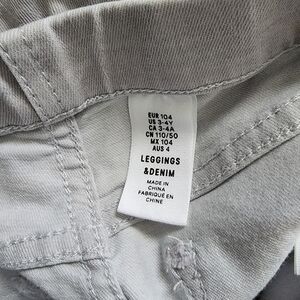 EUR 104
US 3-4Y
CA 3-4A
CN 110/50
MX 104
AUS 4
LEGGINGS
&DENIM
MADE IN
CHINA
FABRIQUÉ EN
CHINE